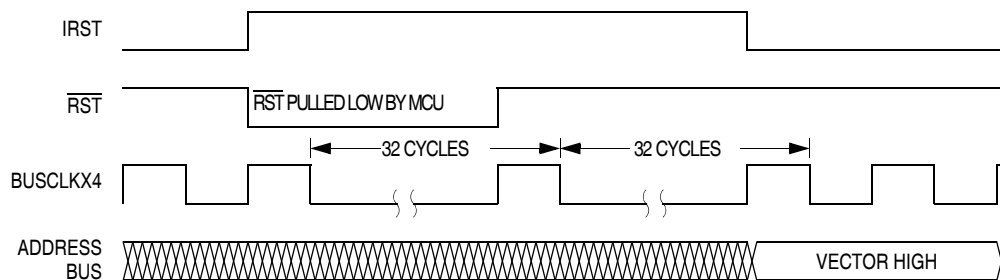 IRST
RST
RST PULLED LOW BY MCU
32 CYCLES 32 CYCLES
BUSCLKX4
ADDRESS
BUS
VECTOR HIGH